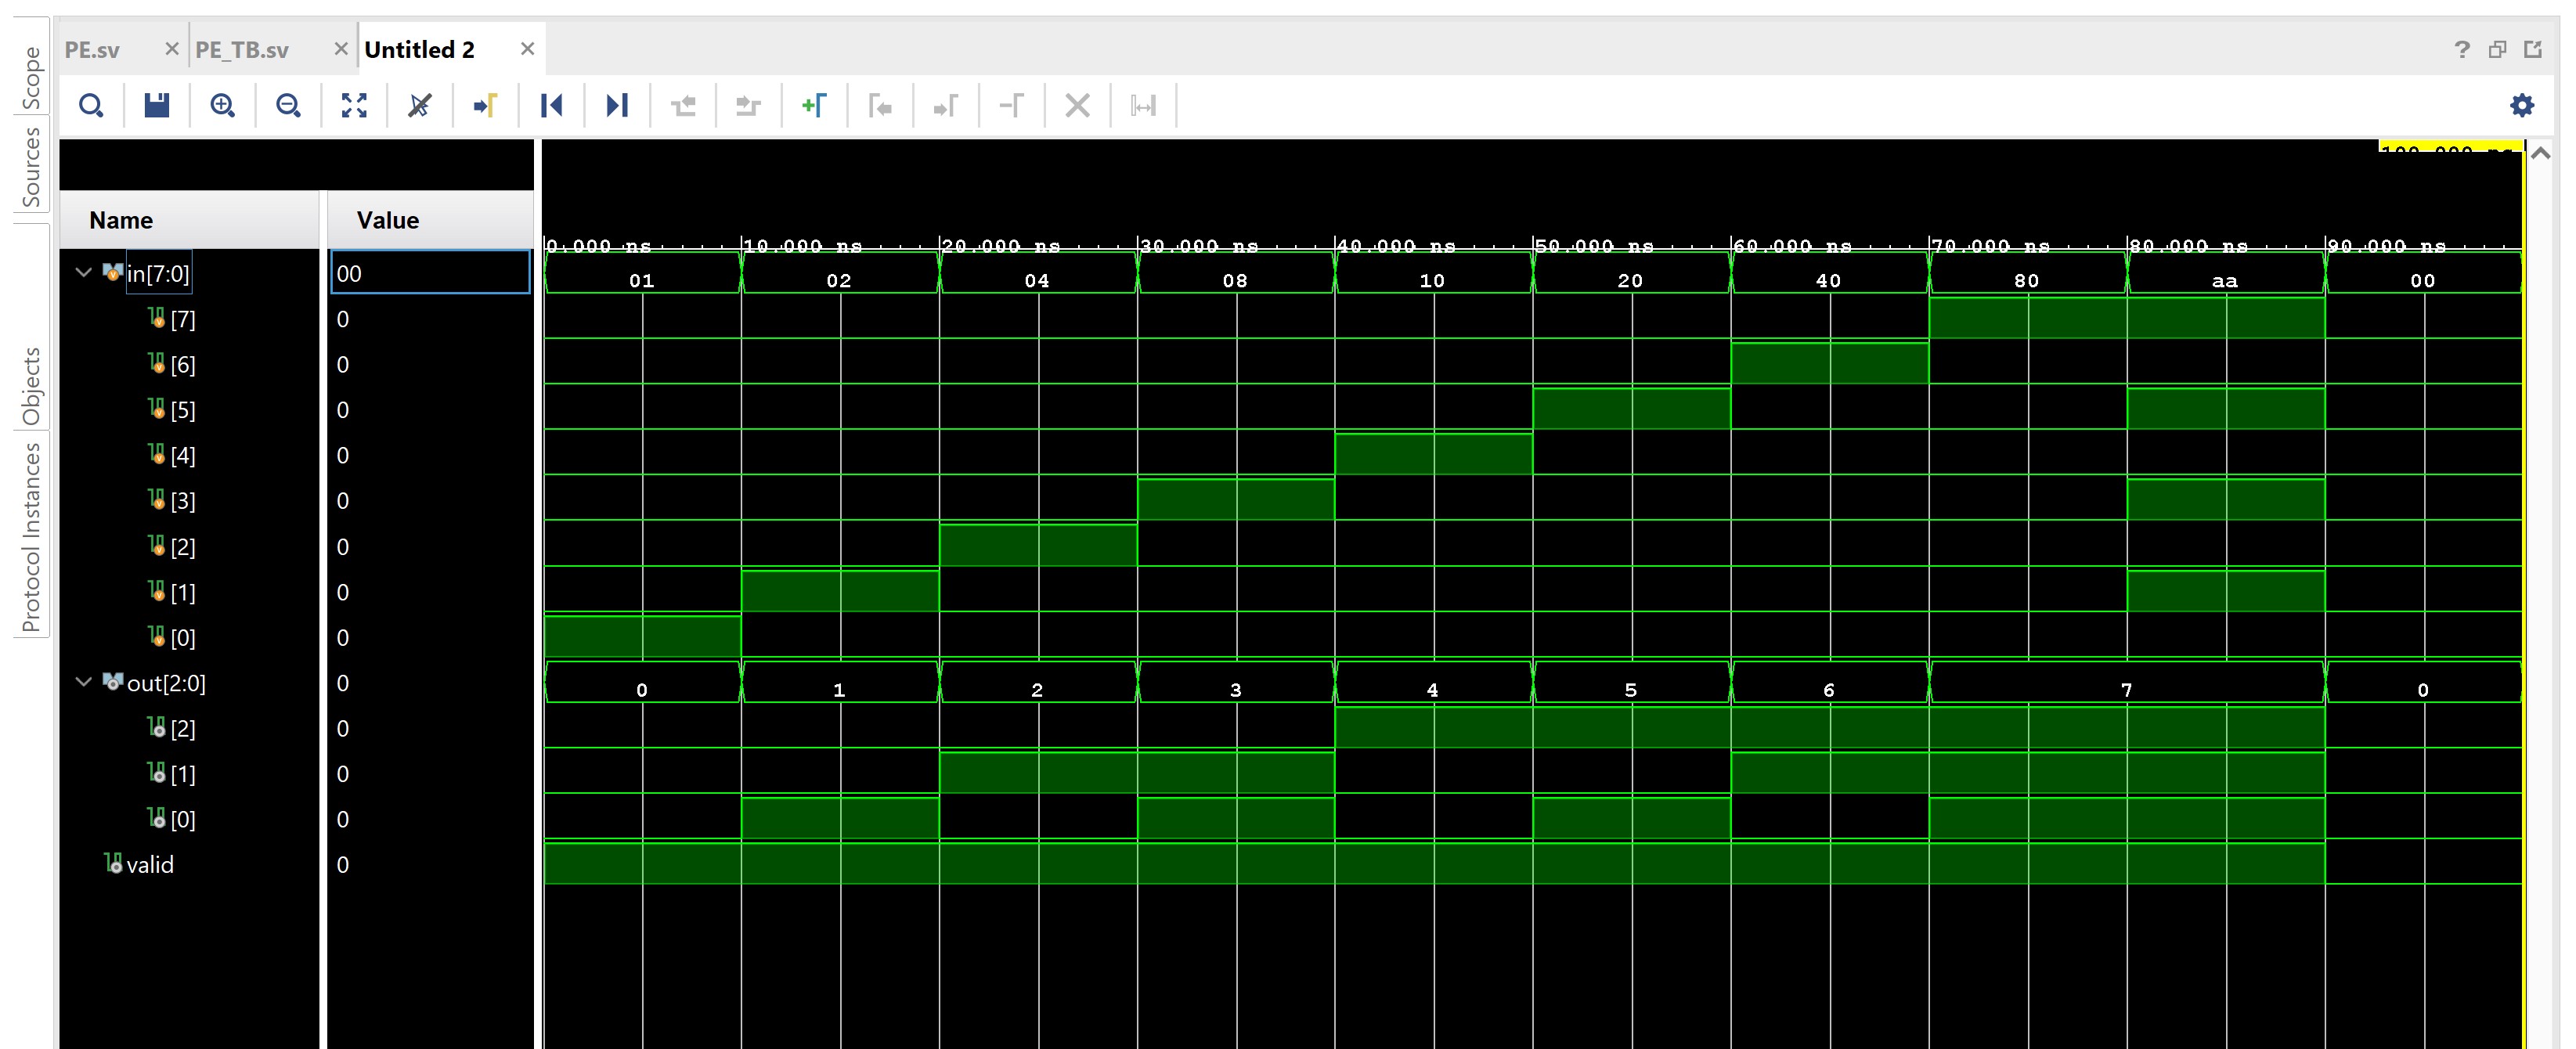 Scope
Sources
Objects
Protocol Instances
PE.sv × PE_TB.sv × Untitled 2 ×
?
Name Value
0.000 ns 10.000 ns 20.000 ns 30.000 ns 40.000 ns 50.000 ns 60.000 ns 70.000 ns 80.000 ns 90.000 ns
in[7:0] 00 01 02 04 08 10 20 40 80 aa 00
[7] 0
[6] 0
[5] 0
[4] 0
[3] 0
[2] 0
[1] 0
[0] 0
out[2:0] 0 0 1 2 3 4 5 6 7 0
[2] 0
[1] 0
[0] 0
valid 0